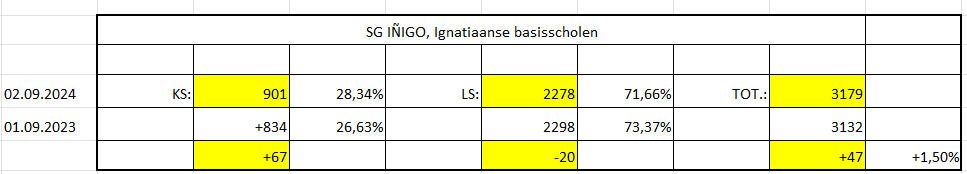 SG IÑIGO, Ignatiaanse basisscholen
02.09.2024 KS: 901 28,34% LS: 2278 71,66% TOT.: 3179
01.09.2023 +834 26,63% 2298 73,37% 3132
+67 -20 +47 +1,50%